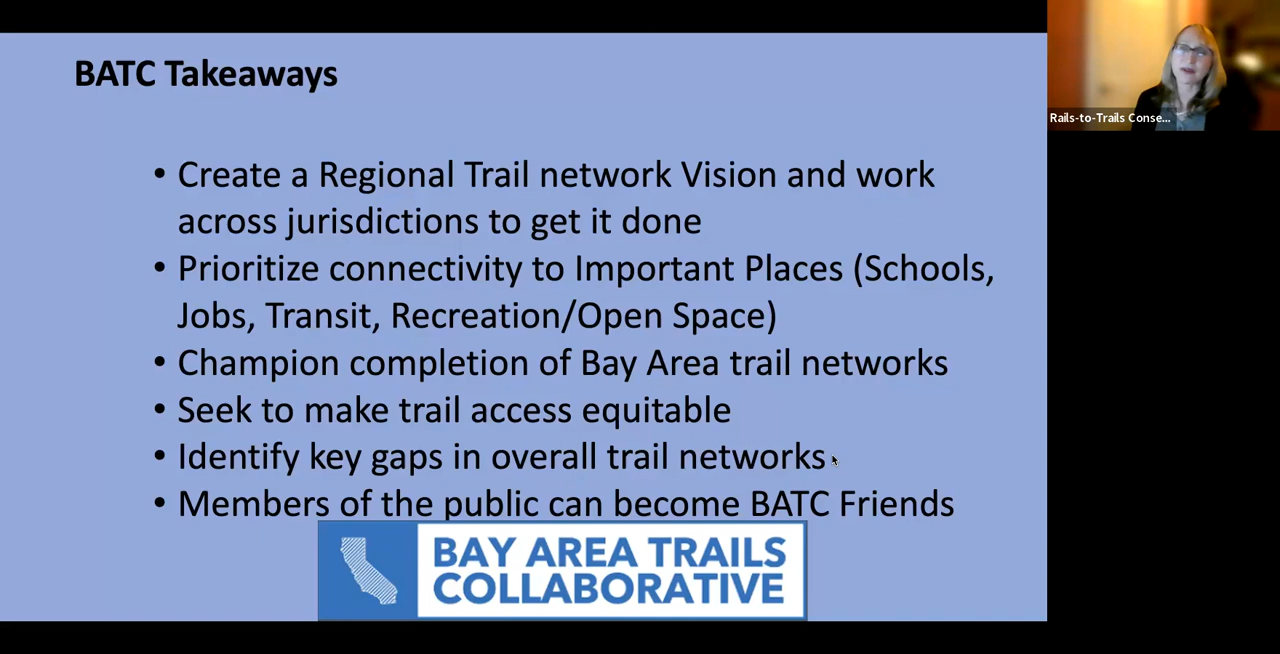 BATC Takeaways
Rails-to-Trails Conse...
• Create a Regional Trail network Vision and work
across jurisdictions to get it done
• Prioritize connectivity to Important Places (Schools,
Jobs, Transit, Recreation/Open Space)
• Champion completion of Bay Area trail networks
• Seek to make trail access equitable
• Identify key gaps in overall trail networks
• Members of the public can become BATC Friends
BAY AREA TRAILS
COLLABORATIVE